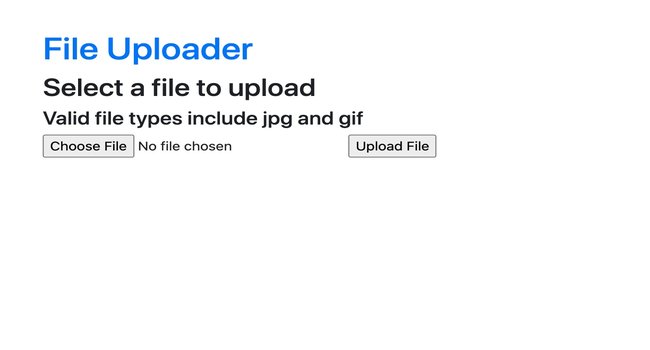 File Uploader
Select a file to upload
Valid file types include jpg and gif
Choose File No file chosen Upload File